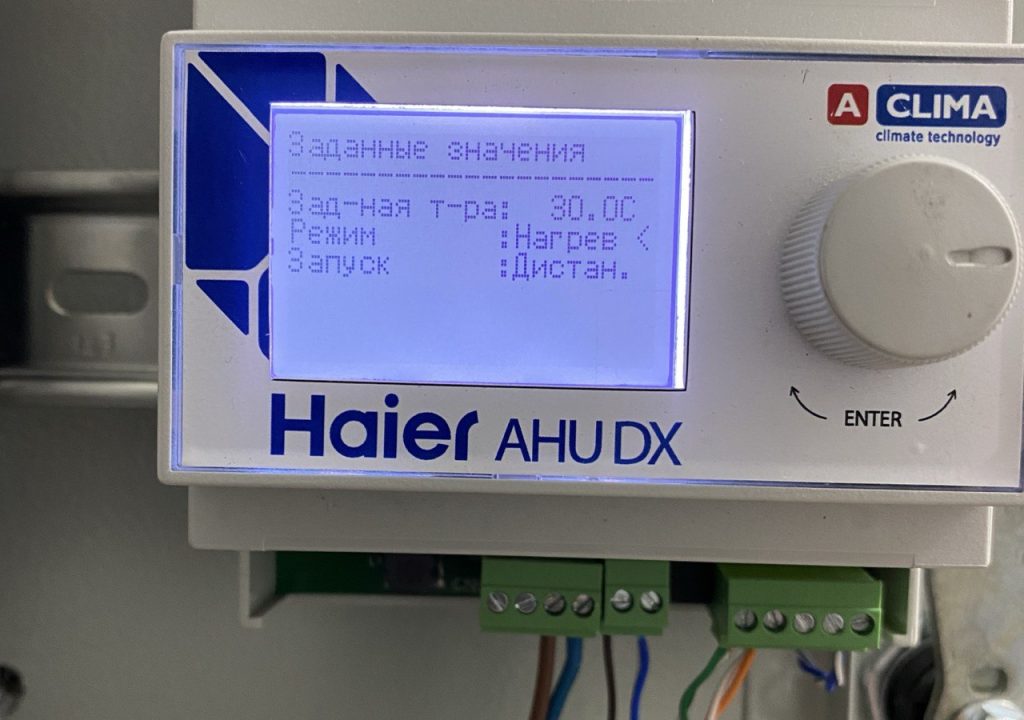 Заданные значения
Зад-ная т-ра: 30.0C
Режим :Нагрев <
Запуск :Дистан.
Haier AHU DX
A CLIMA
climate technology
ENTER